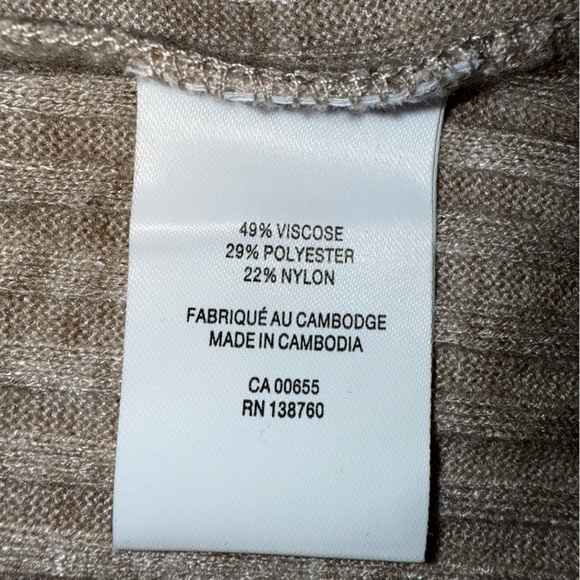 49% VISCOSE
29% POLYESTER
22% NYLON
FABRIQUÉ AU CAMBODGE
MADE IN CAMBODIA
CA 00655
RN 138760